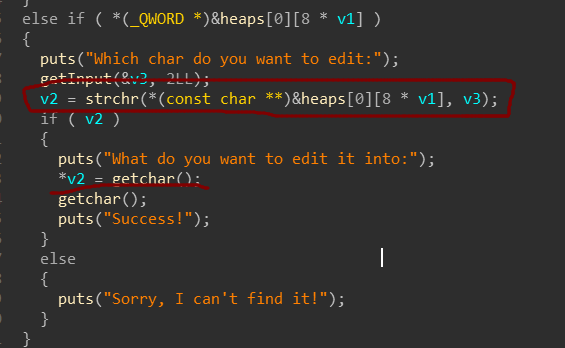 else if ( *(_QWORD *)&heaps[0][8 * v1] )
{
puts("Which char do you want to edit:");
getInput(&v3, 2LL);
v2 = strchr(*(const char **)&heaps[0][8 * v1], v3);
if ( v2 )
{
puts("What do you want to edit it into:");
*v2 = getchar();
getchar();
puts("Success!");
}
else
{
puts("Sorry, I can't find it!");
}
}